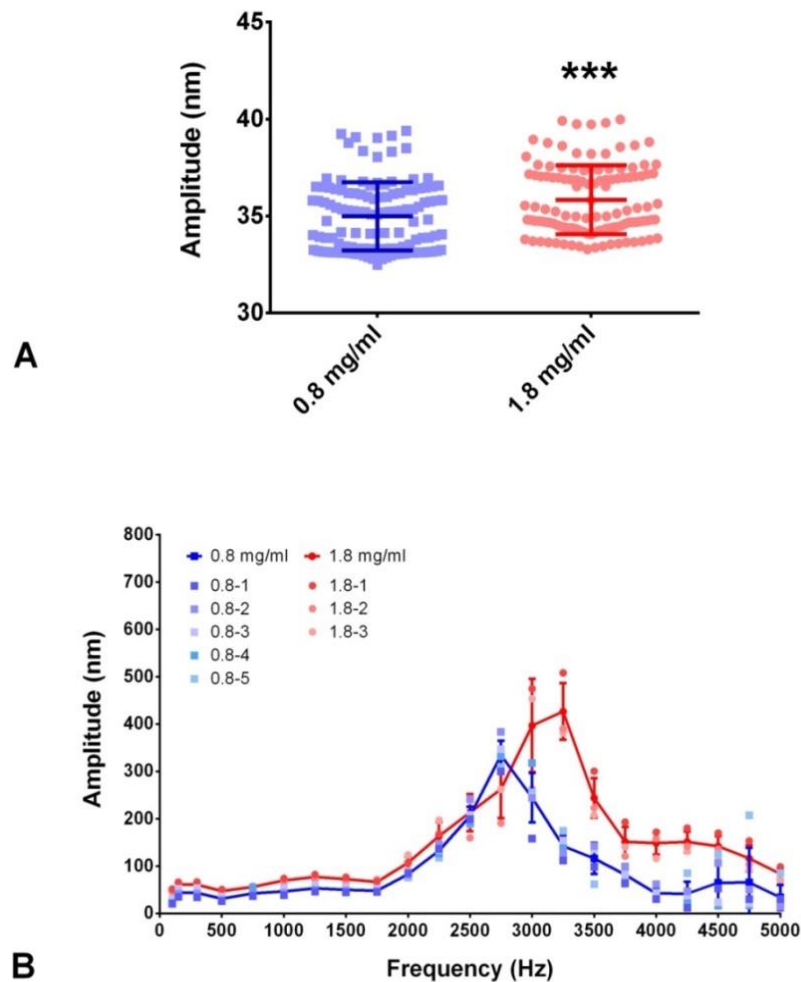 45
***
40
Amplitude (nm)
35
30
0.8 mg/ml
1.8 mg/ml
A
800
0.8 mg/ml 1.8 mg/ml
700
0.8-1 1.8-1
0.8-2 1.8-2
600
0.8-3 1.8-3
0.8-4
0.8-5
500
Amplitude (nm)
400
300
200
100
0
0 500 1000 1500 2000 2500 3000 3500 4000 4500 5000
Frequency (Hz)
B